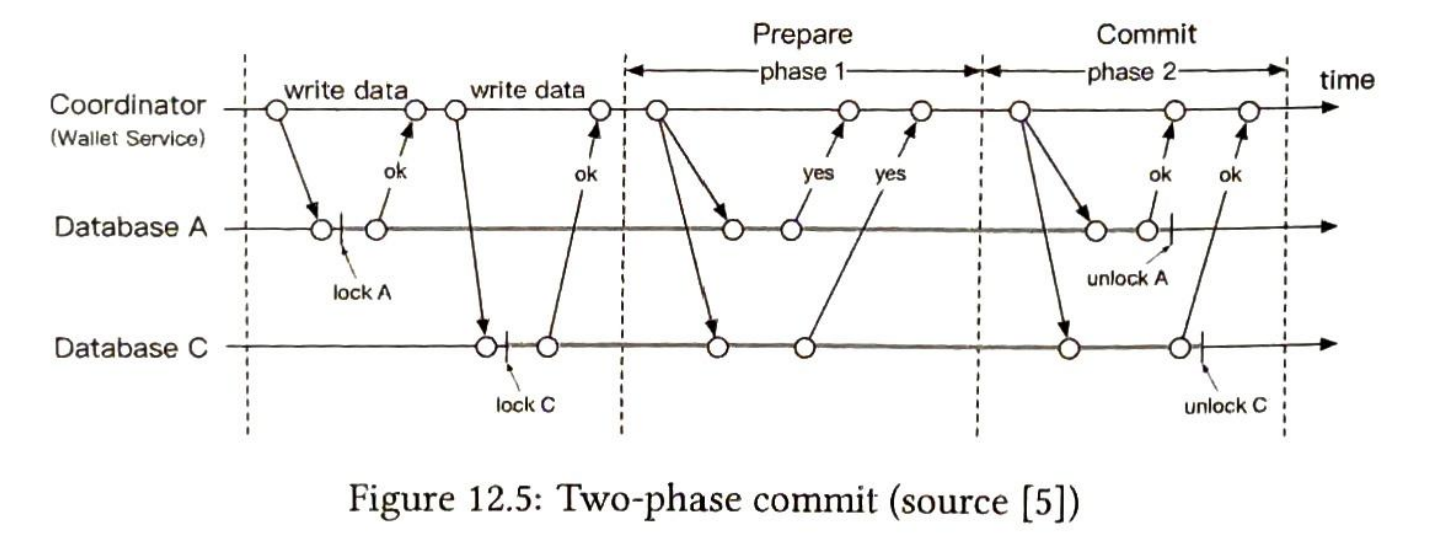 Prepare
Commit
phase 1
phase 2
time
Coordinator
(Wallet Service)
write data
write data
ok
ok
yes
yes
ok
ok
Database A
lock A
unlock A
Database C
lock C
unlock C
Figure 12.5: Two-phase commit (source [5])